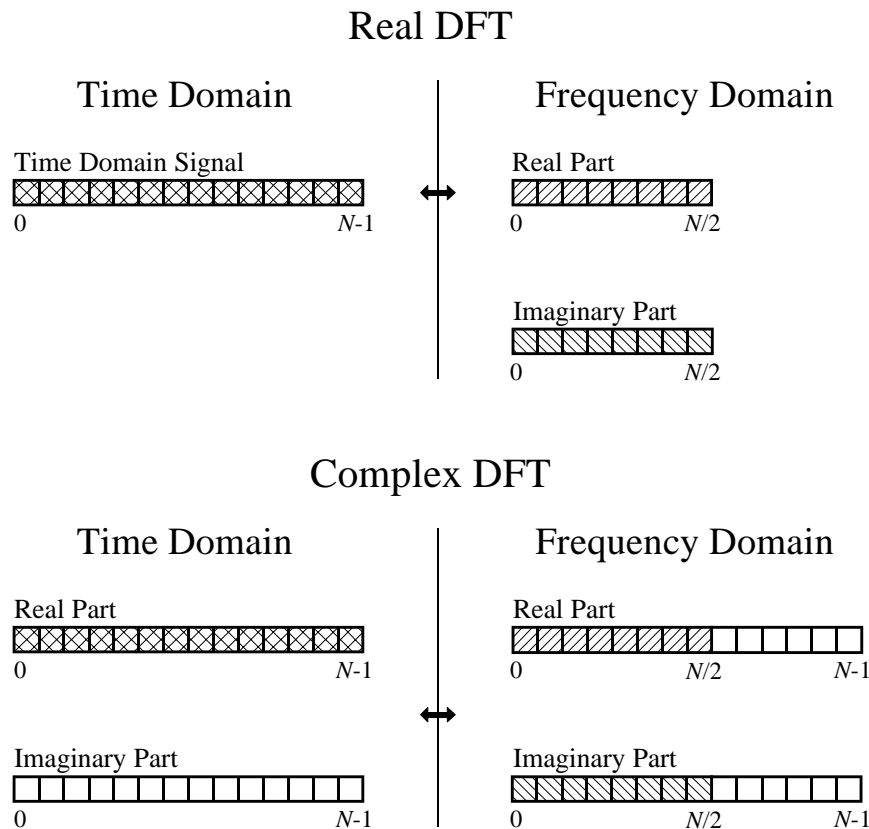 Real DFT
Time Domain
Frequency Domain
Time Domain Signal
0 N-1
Real Part
0 N/2
Imaginary Part
0 N/2
Complex DFT
Time Domain
Frequency Domain
Real Part
0 N-1
Imaginary Part
0 N-1
Real Part
0 N/2 N-1
Imaginary Part
0 N/2 N-1